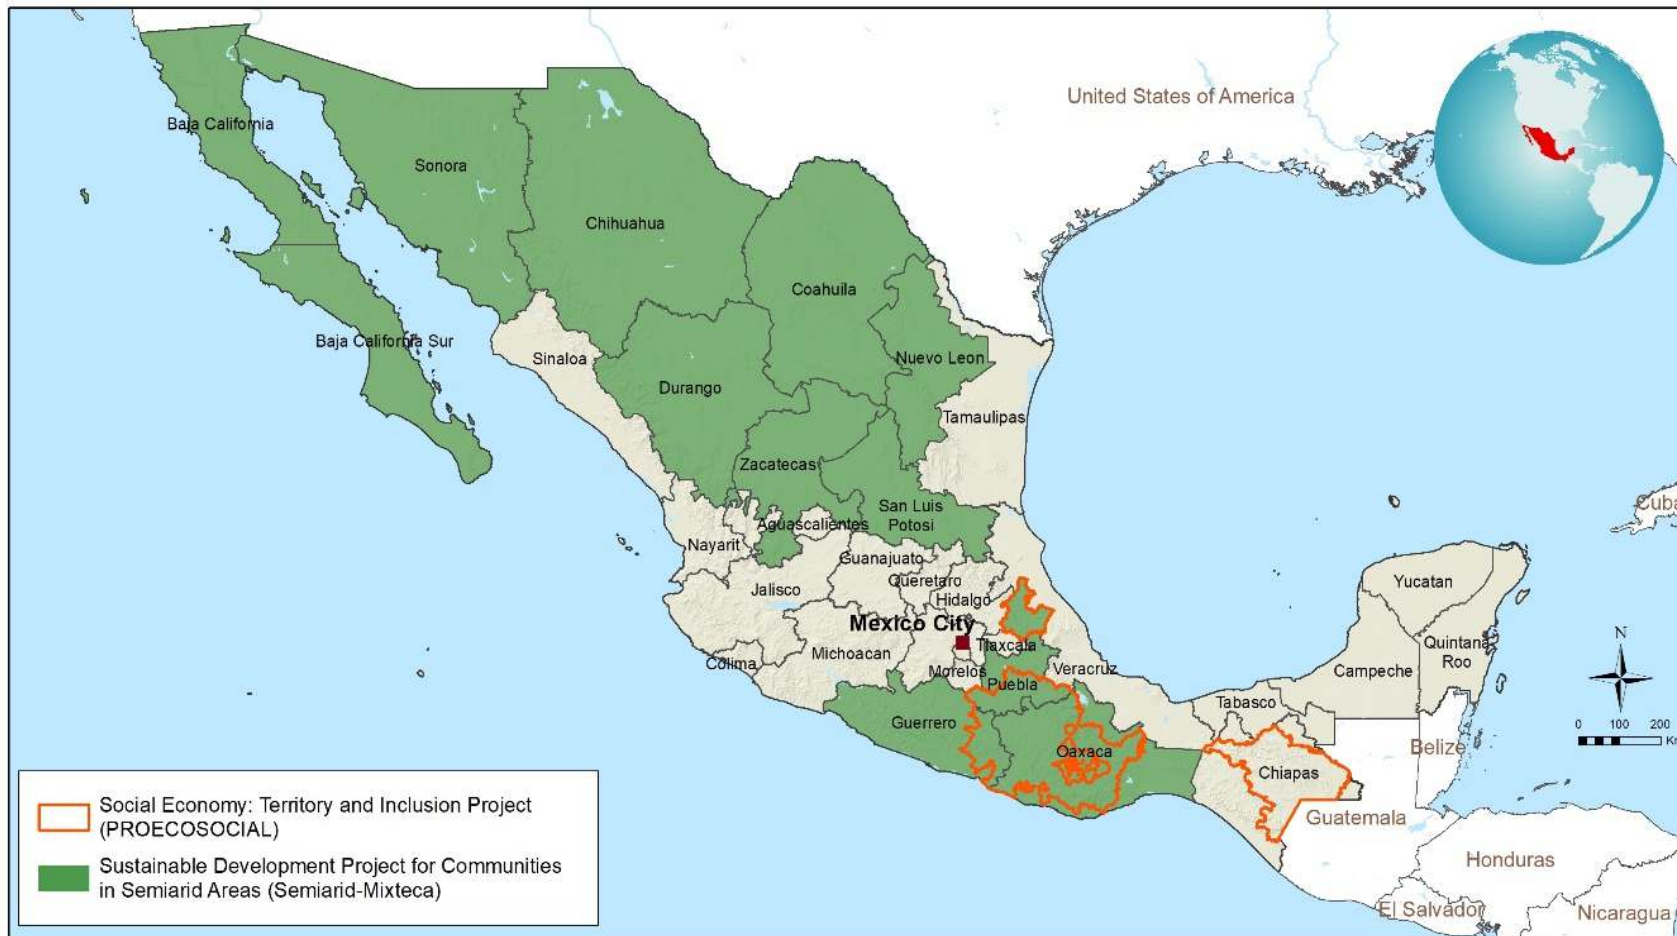 United States of America
Baja California
Sonora
Chihuahua
Coahuila
Baja California Sur
Sinaloa
Nuevo Leon
Durango
Tamaulipas
Zacatecas
San Luis
Potosi
Cuba
Aguascalientes
Nayarit
Guanajuato
Queretaro
Jalisco
Hidalgo
Yucatan
Mexico City
Tlaxcala
Quintana
Roo
Michoacan
Colima
Morelos
Veracruz
Campeche
Puebla
Tabasco
Guerrero
Oaxaca
Belize
Chiapas
Guatemala
Honduras
El Salvador
Nicaragua
N
0 100 200
Social Economy: Territory and Inclusion Project
(PROECOSOCIAL)
Sustainable Development Project for Communities
in Semiarid Areas (Semiarid-Mixteca)